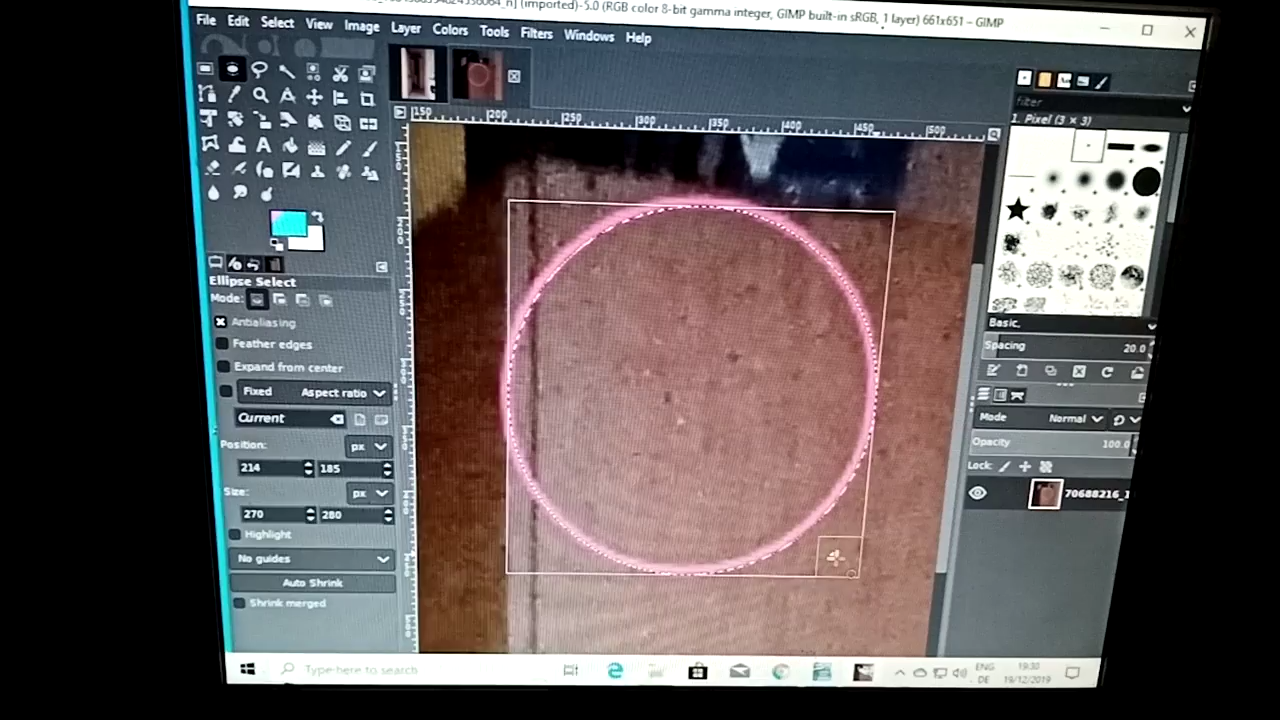 (imported)-5.0 (RGB color 8-bit gamma integer, GIMP built-in sRGB, 1 layer) 661x651 – GIMP
File Edit Select View Image Layer Colors Tools Filters Windows Help
150 200 250 300 350 400 450 500
filter
1. Pixel (3 × 3)
Ellipse Select
Mode:
Antialiasing
Feather edges
Expand from center
Fixed Aspect ratio
Current
Position: px
214 185
Size: px
270 280
Highlight
No guides
Auto Shrink
Shrink merged
Basic,
Spacing 20.0
Mode Normal
Opacity 100.0
Lock:
70688216_1
Type here to search
ENG 19:30
DE 19/12/2019